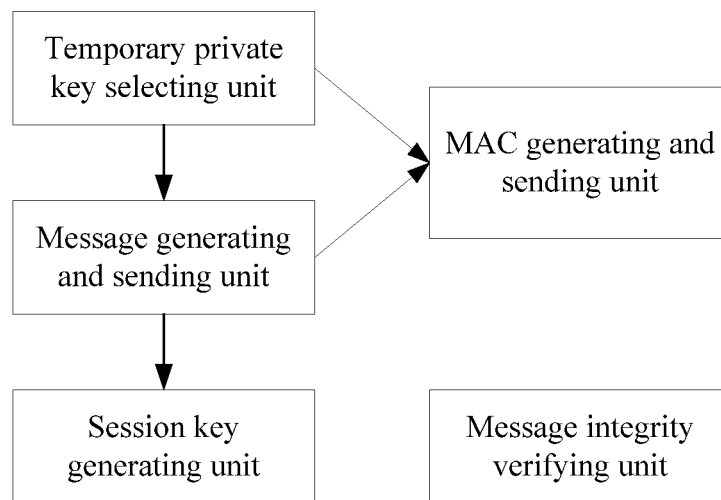 Temporary private
key selecting unit
MAC generating and
sending unit
Message generating
and sending unit
Session key
generating unit
Message integrity
verifying unit